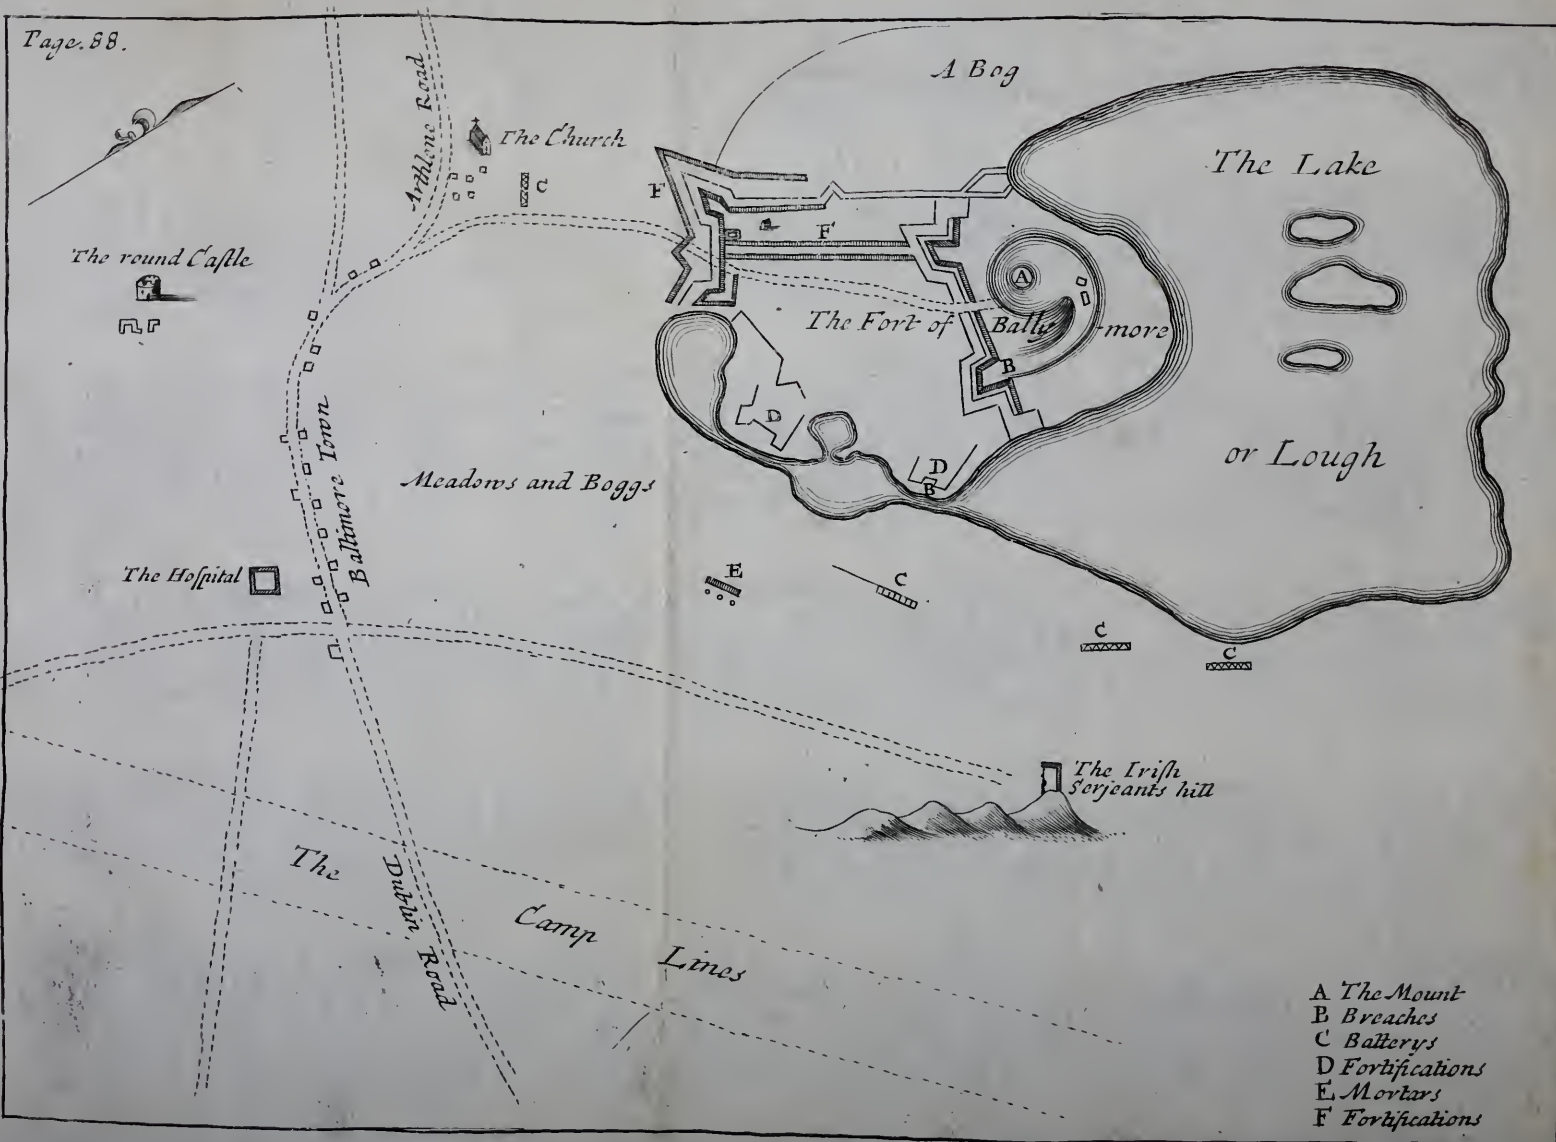 Page. 88.
A Bog
Arthlone Road
The Church
C
F
The Lake
F
The round Caſtle
A
The Fort of Bally-more
B
Ballimore Town
D
or Lough
D
B
Meadows and Boggs
The Hoſpital
E
C
C
C
The Iriſh
Serjeants hill
The Camp Lines
Dublin Road
A The Mount
B Breaches
C Batterys
D Fortifications
E Mortars
F Fortifications